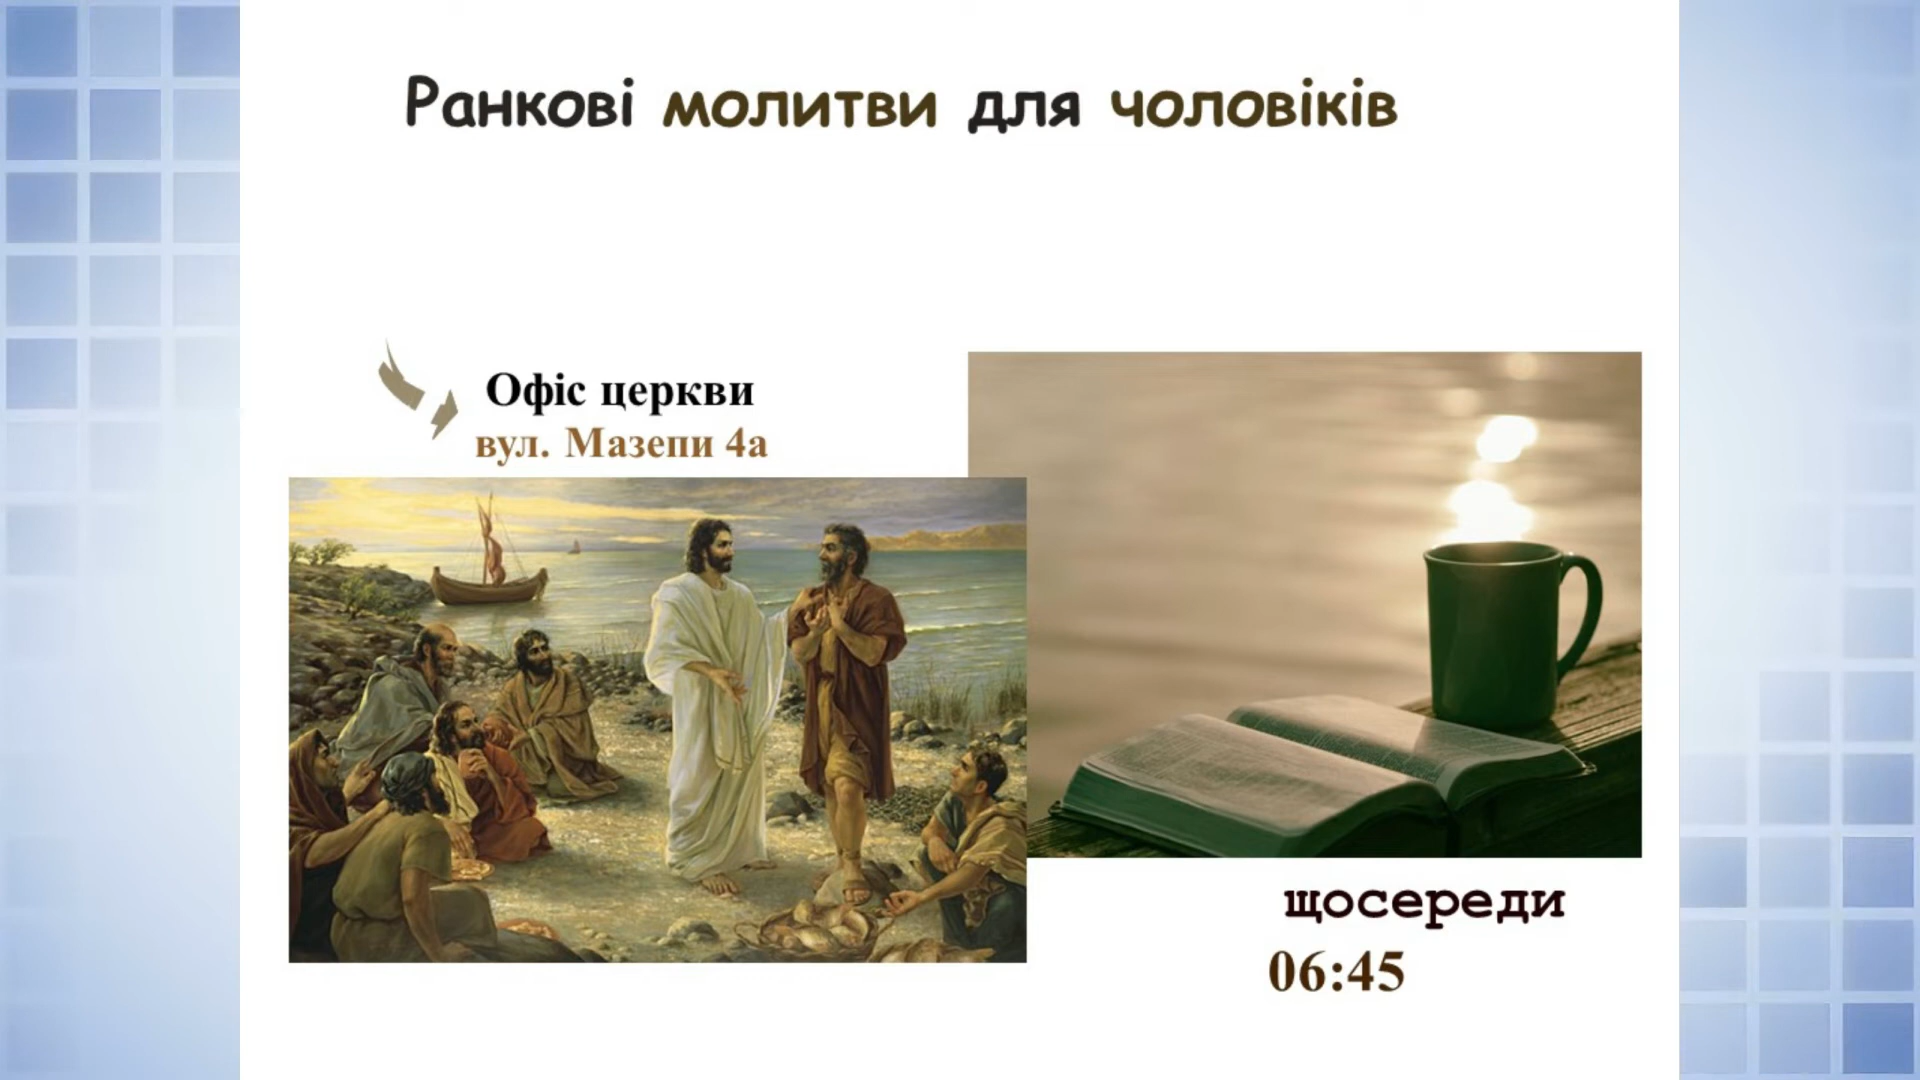 Ранкові молитви для чоловіків
Офіс церкви
вул. Мазепи 4а
щосереди
06:45